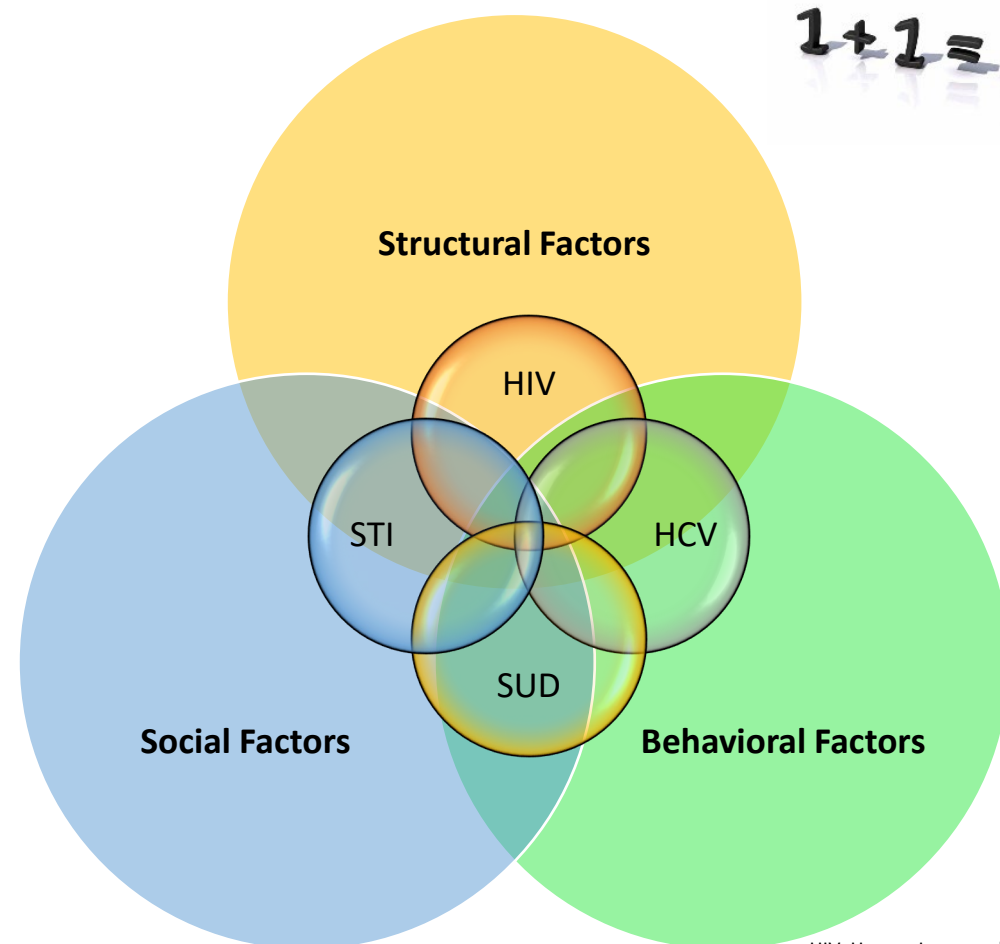 1 + 1 =
Structural Factors
HIV
STI
HCV
SUD
Social Factors
Behavioral Factors